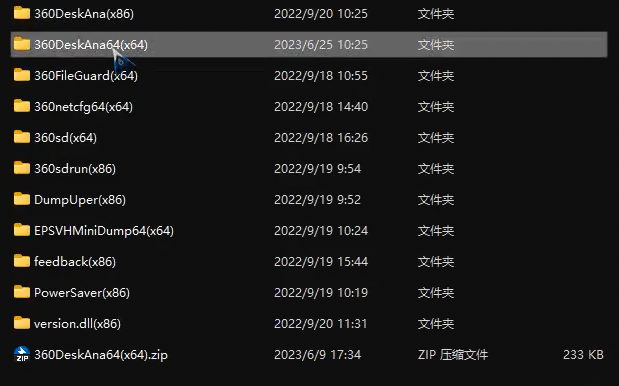 360DeskAna(x86) 2022/9/20 10:25 文件夹
360DeskAna64(x64) 2023/6/25 10:25 文件夹
360FileGuard(x64) 2022/9/18 10:55 文件夹
360netcfg64(x64) 2022/9/18 14:40 文件夹
360sd(x64) 2022/9/18 16:26 文件夹
360sdrun(x86) 2022/9/19 9:54 文件夹
DumpUper(x86) 2022/9/19 9:52 文件夹
EPSVHMiniDump64(x64) 2022/9/19 10:24 文件夹
feedback(x86) 2022/9/19 15:44 文件夹
PowerSaver(x86) 2022/9/19 10:19 文件夹
version.dll(x86) 2022/9/20 11:31 文件夹
ZIP 360DeskAna64(x64).zip 2023/6/9 17:34 ZIP 压缩文件 233 KB